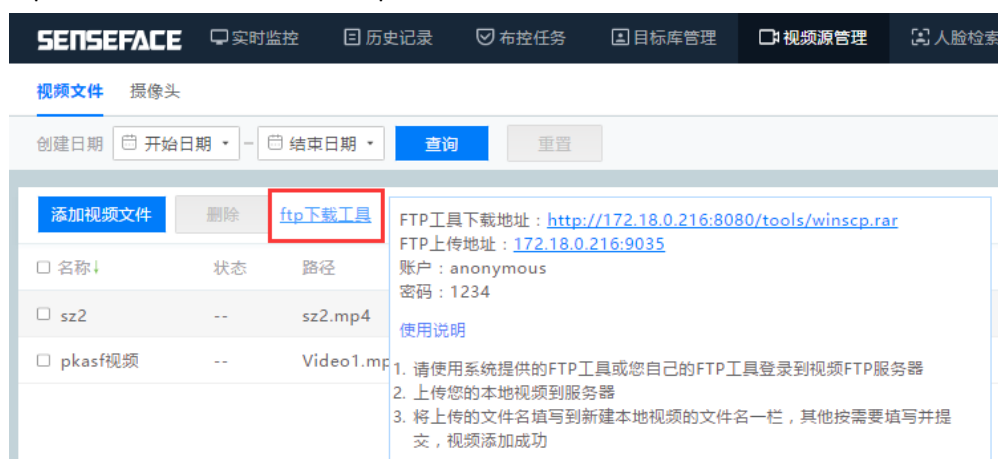 SENSEFACE 实时监控 历史记录 布控任务 目标库管理 视频源管理 人脸检索
视频文件 摄像头
创建日期 开始日期 - 结束日期 查询 重置
添加视频文件 删除 ftp下载工具
FTP工具下载地址：http://172.18.0.216:8080/tools/winscp.rar
FTP上传地址：172.18.0.216:9035
账户：anonymous
密码：1234
使用说明
1. 请使用系统提供的FTP工具或您自己的FTP工具登录到视频FTP服务器
2. 上传您的本地视频到服务器
3. 将上传的文件名填写到新建本地视频的文件名一栏，其他按需要填写并提
交，视频添加成功
名称↓ 状态 路径
sz2 -- sz2.mp4
pkasf视频 -- Video1.mp